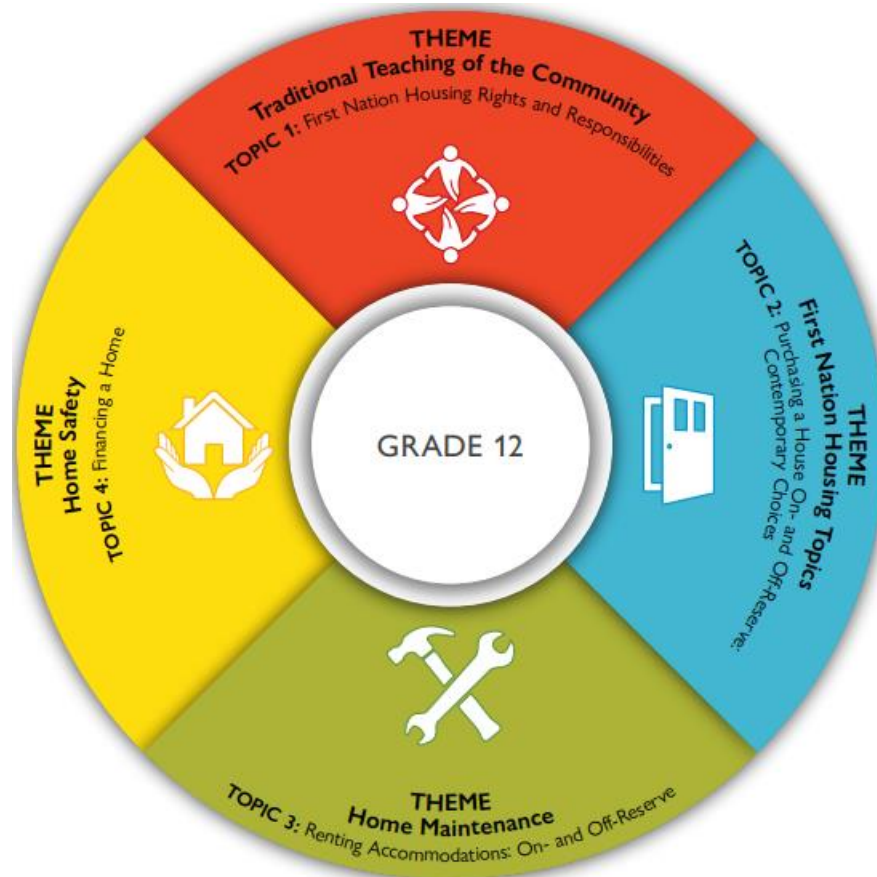 THEME
Traditional Teaching of the Community
TOPIC 1: First Nation Housing Rights and Responsibilities
THEME
First Nation Housing Topics
TOPIC 2: Purchasing a House On- and Off-Reserve:
Contemporary Choices
THEME
Home Maintenance
TOPIC 3: Renting Accommodations: On- and Off-Reserve
THEME
Home Safety
TOPIC 4: Financing a Home
GRADE 12